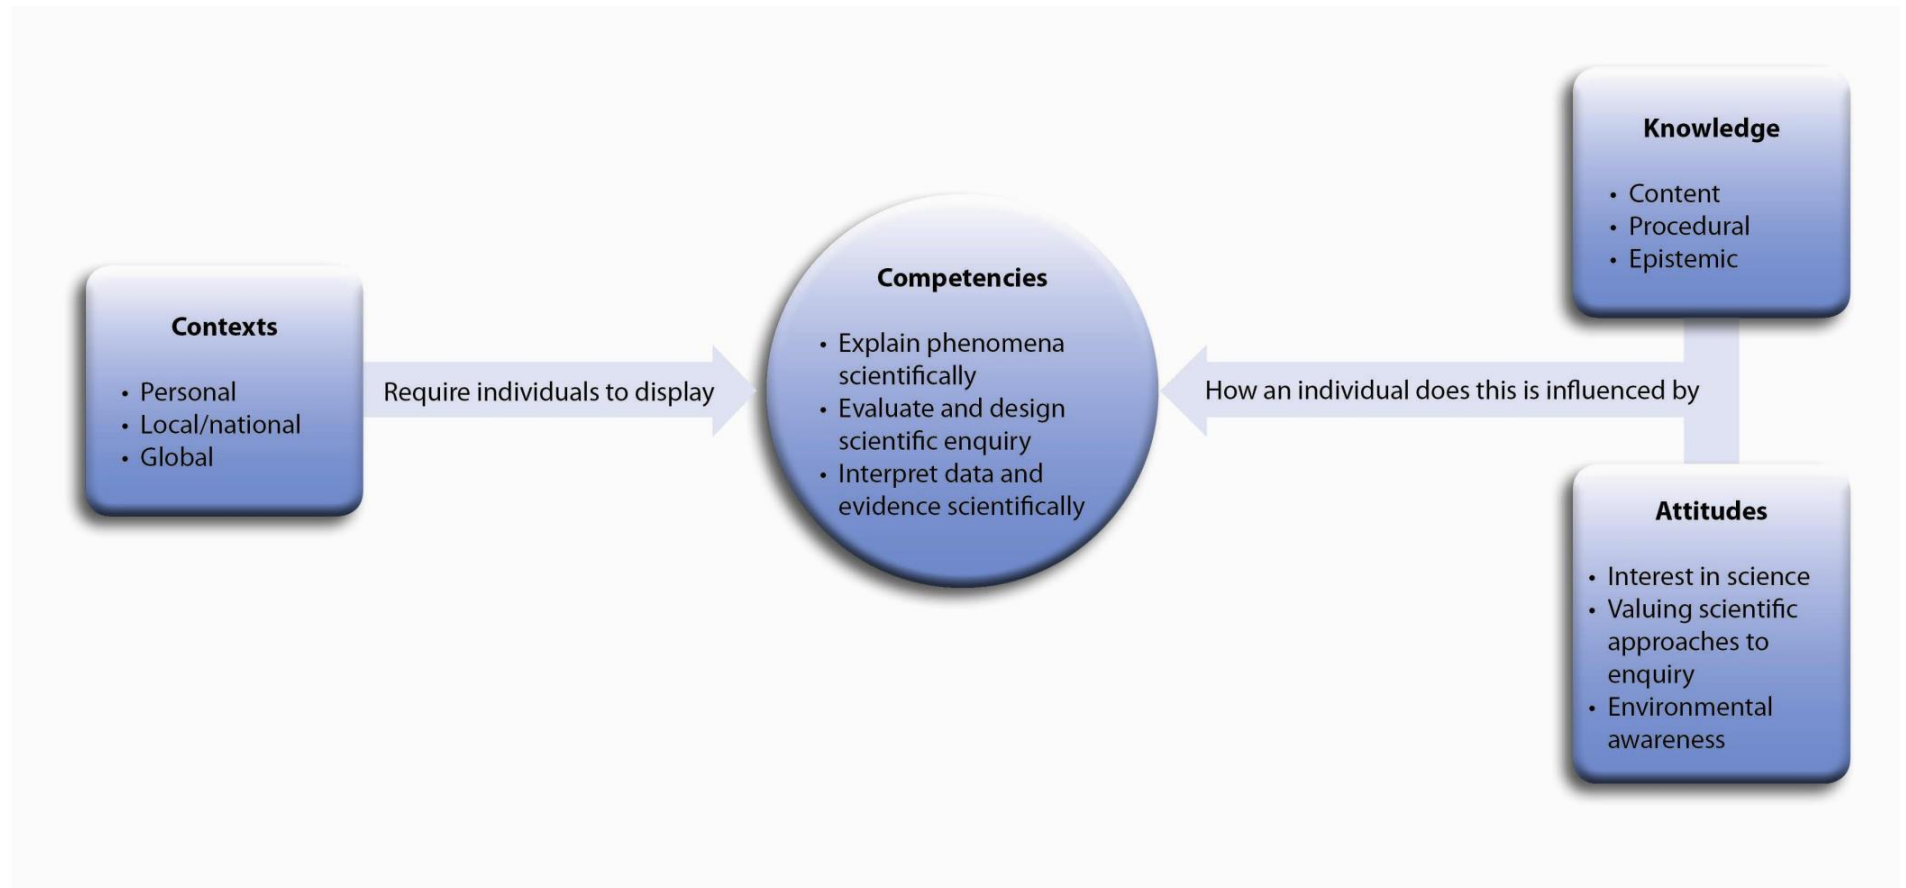 Contexts
• Personal
• Local/national
• Global
Require individuals to display
Competencies
• Explain phenomena
scientifically
• Evaluate and design
scientific enquiry
• Interpret data and
evidence scientifically
How an individual does this is influenced by
Knowledge
• Content
• Procedural
• Epistemic
Attitudes
• Interest in science
• Valuing scientific
approaches to
enquiry
• Environmental
awareness